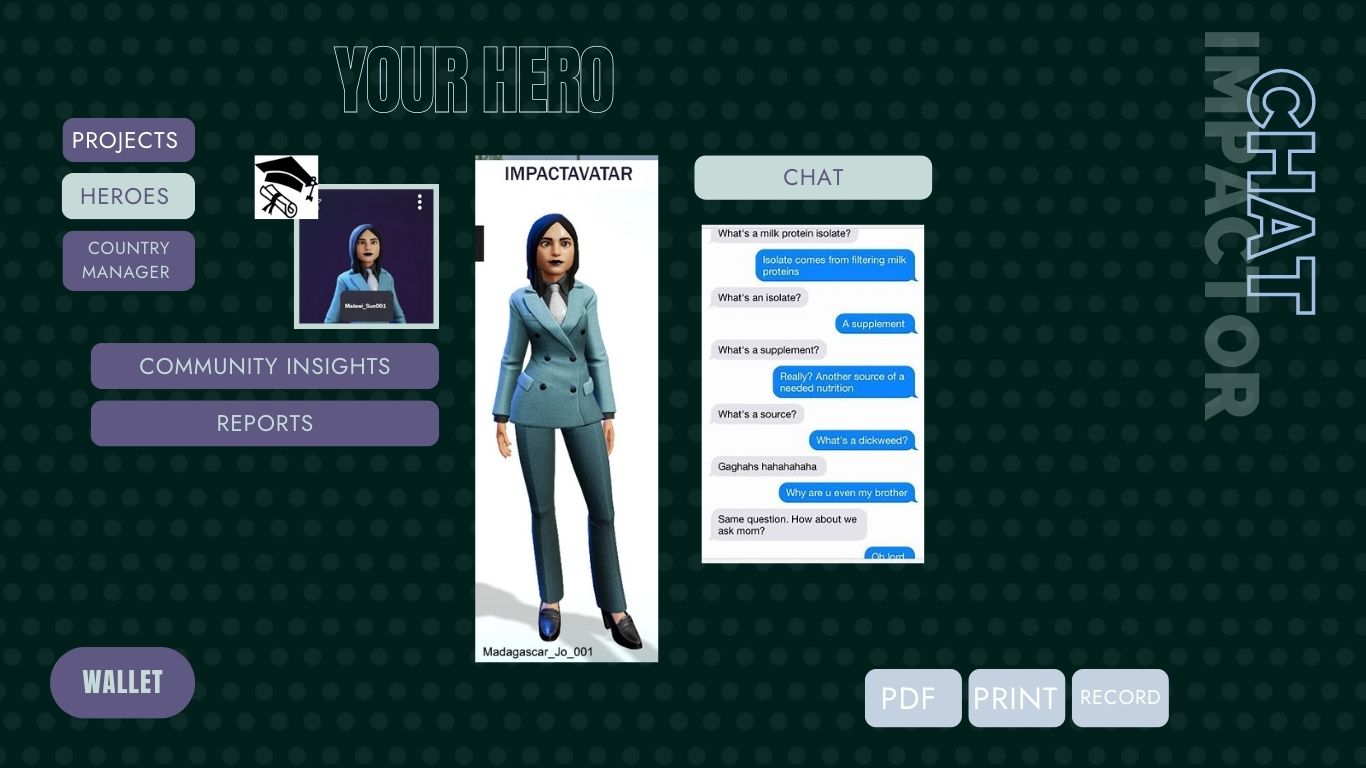 YOUR HERO
IMPACTOR
CHAT
PROJECTS
HEROES
COUNTRY
MANAGER
Malawi_Sue001
COMMUNITY INSIGHTS
REPORTS
WALLET
IMPACTAVATAR
Madagascar_Jo_001
CHAT
What's a milk protein isolate?
Isolate comes from filtering milk
proteins
What's an isolate?
A supplement
What's a supplement?
Really? Another source of a
needed nutrition
What's a source?
What's a dickweed?
Gaghahs hahahahaha
Why are u even my brother
Same question. How about we
ask mom?
Oh lord
PDF
PRINT
RECORD